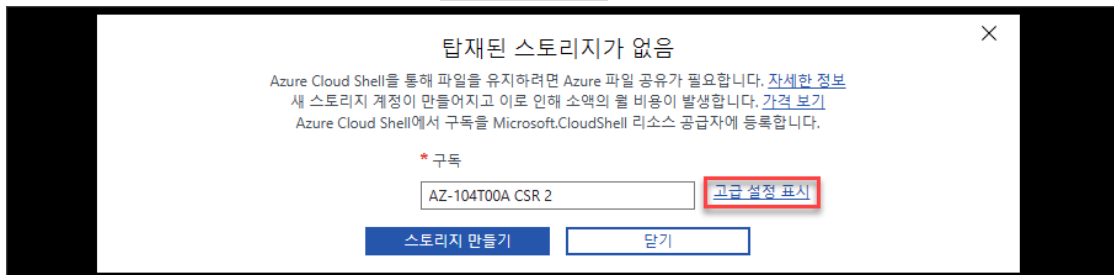 탑재된 스토리지가 없음
Azure Cloud Shell을 통해 파일을 유지하려면 Azure 파일 공유가 필요합니다. 자세한 정보
새 스토리지 계정이 만들어지고 이로 인해 소액의 월 비용이 발생합니다. 가격 보기
Azure Cloud Shell에서 구독을 Microsoft.CloudShell 리소스 공급자에 등록합니다.
* 구독
AZ-104T00A CSR 2 고급 설정 표시
스토리지 만들기 닫기